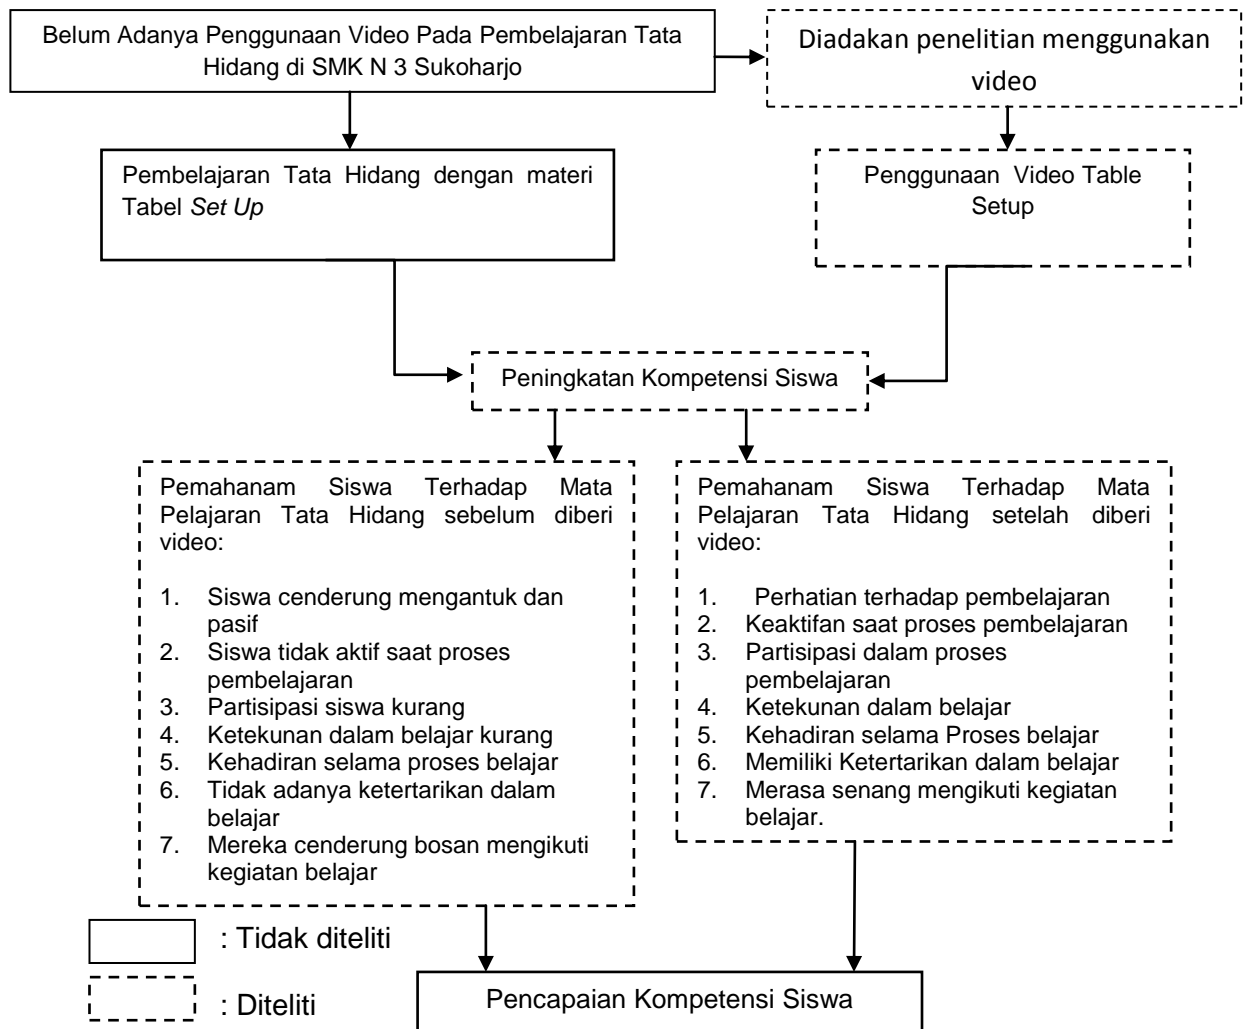 Belum Adanya Penggunaan Video Pada Pembelajaran Tata
Hidang di SMK N 3 Sukoharjo
Diadakan penelitian menggunakan
video
Pembelajaran Tata Hidang dengan materi
Tabel Set Up
Penggunaan Video Table
Setup
Peningkatan Kompetensi Siswa
Pemahanam Siswa Terhadap Mata
Pelajaran Tata Hidang sebelum diberi
video:
1. Siswa cenderung mengantuk dan
pasif
2. Siswa tidak aktif saat proses
pembelajaran
3. Partisipasi siswa kurang
4. Ketekunan dalam belajar kurang
5. Kehadiran selama proses belajar
6. Tidak adanya ketertarikan dalam
belajar
7. Mereka cenderung bosan mengikuti
kegiatan belajar
Pemahanam Siswa Terhadap Mata
Pelajaran Tata Hidang setelah diberi
video:
1. Perhatian terhadap pembelajaran
2. Keaktifan saat proses pembelajaran
3. Partisipasi dalam proses
pembelajaran
4. Ketekunan dalam belajar
5. Kehadiran selama Proses belajar
6. Memiliki Ketertarikan dalam belajar
7. Merasa senang mengikuti kegiatan
belajar.
: Tidak diteliti
: Diteliti
Pencapaian Kompetensi Siswa